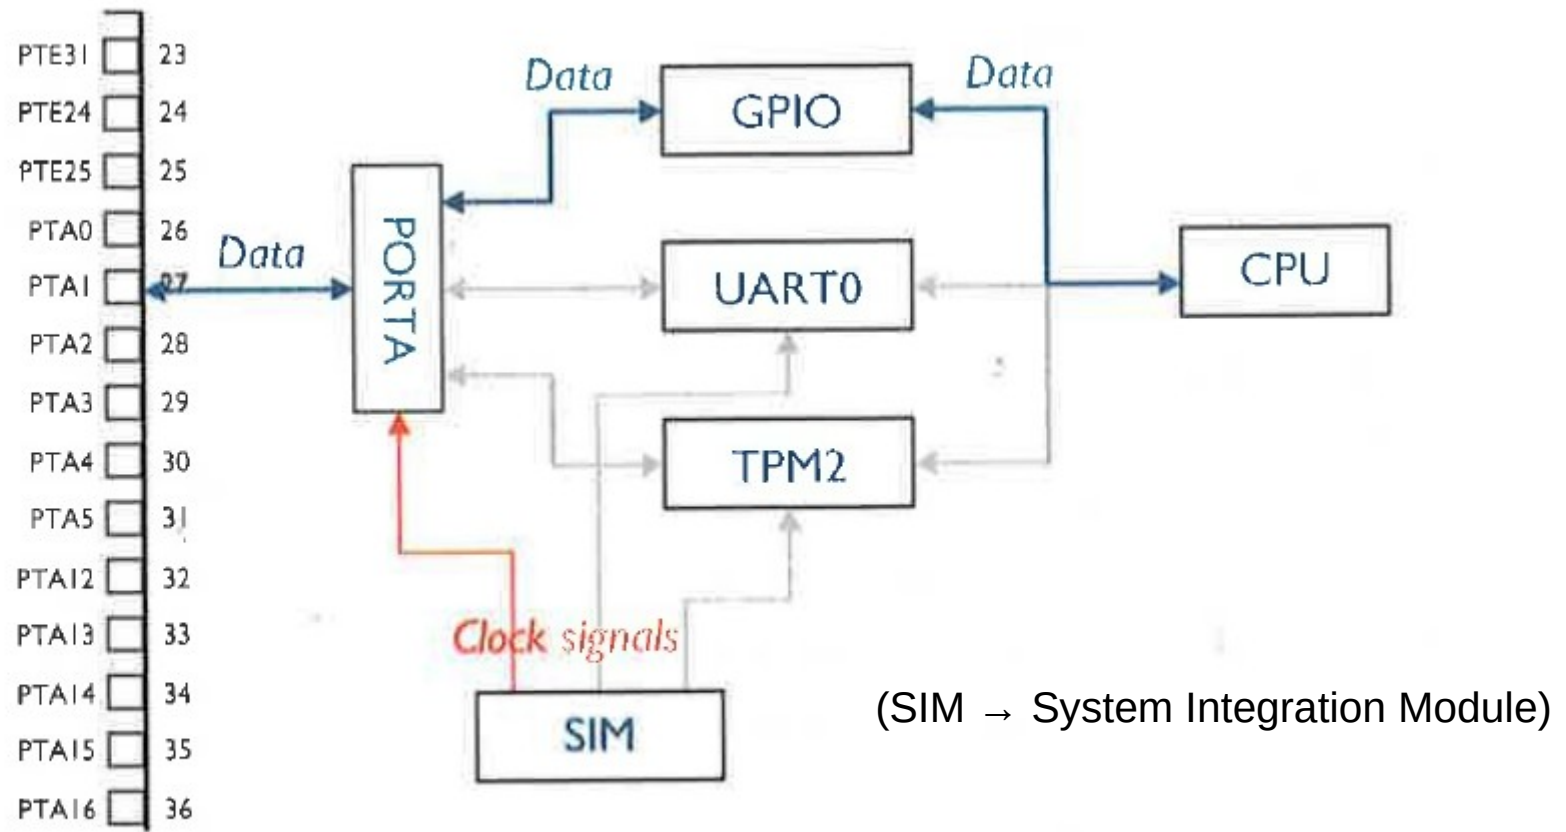 PTE31 23
PTE24 24
PTE25 25
PTA0 26
PTA1 27
PTA2 28
PTA3 29
PTA4 30
PTA5 31
PTA12 32
PTA13 33
PTA14 34
PTA15 35
PTA16 36
Data
PORTA
Data
GPIO
Data
UART0
CPU
TPM2
Clock signals
SIM
(SIM → System Integration Module)